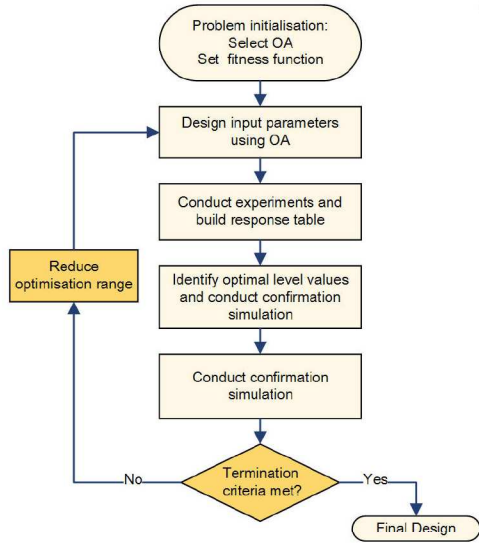 Problem initialisation:
Select OA
Set fitness function
Design input parameters
using OA
Conduct experiments and
build response table
Reduce
optimisation range
Identify optimal level values
and conduct confirmation
simulation
Conduct confirmation
simulation
Termination
criteria met?
No
Yes
Final Design